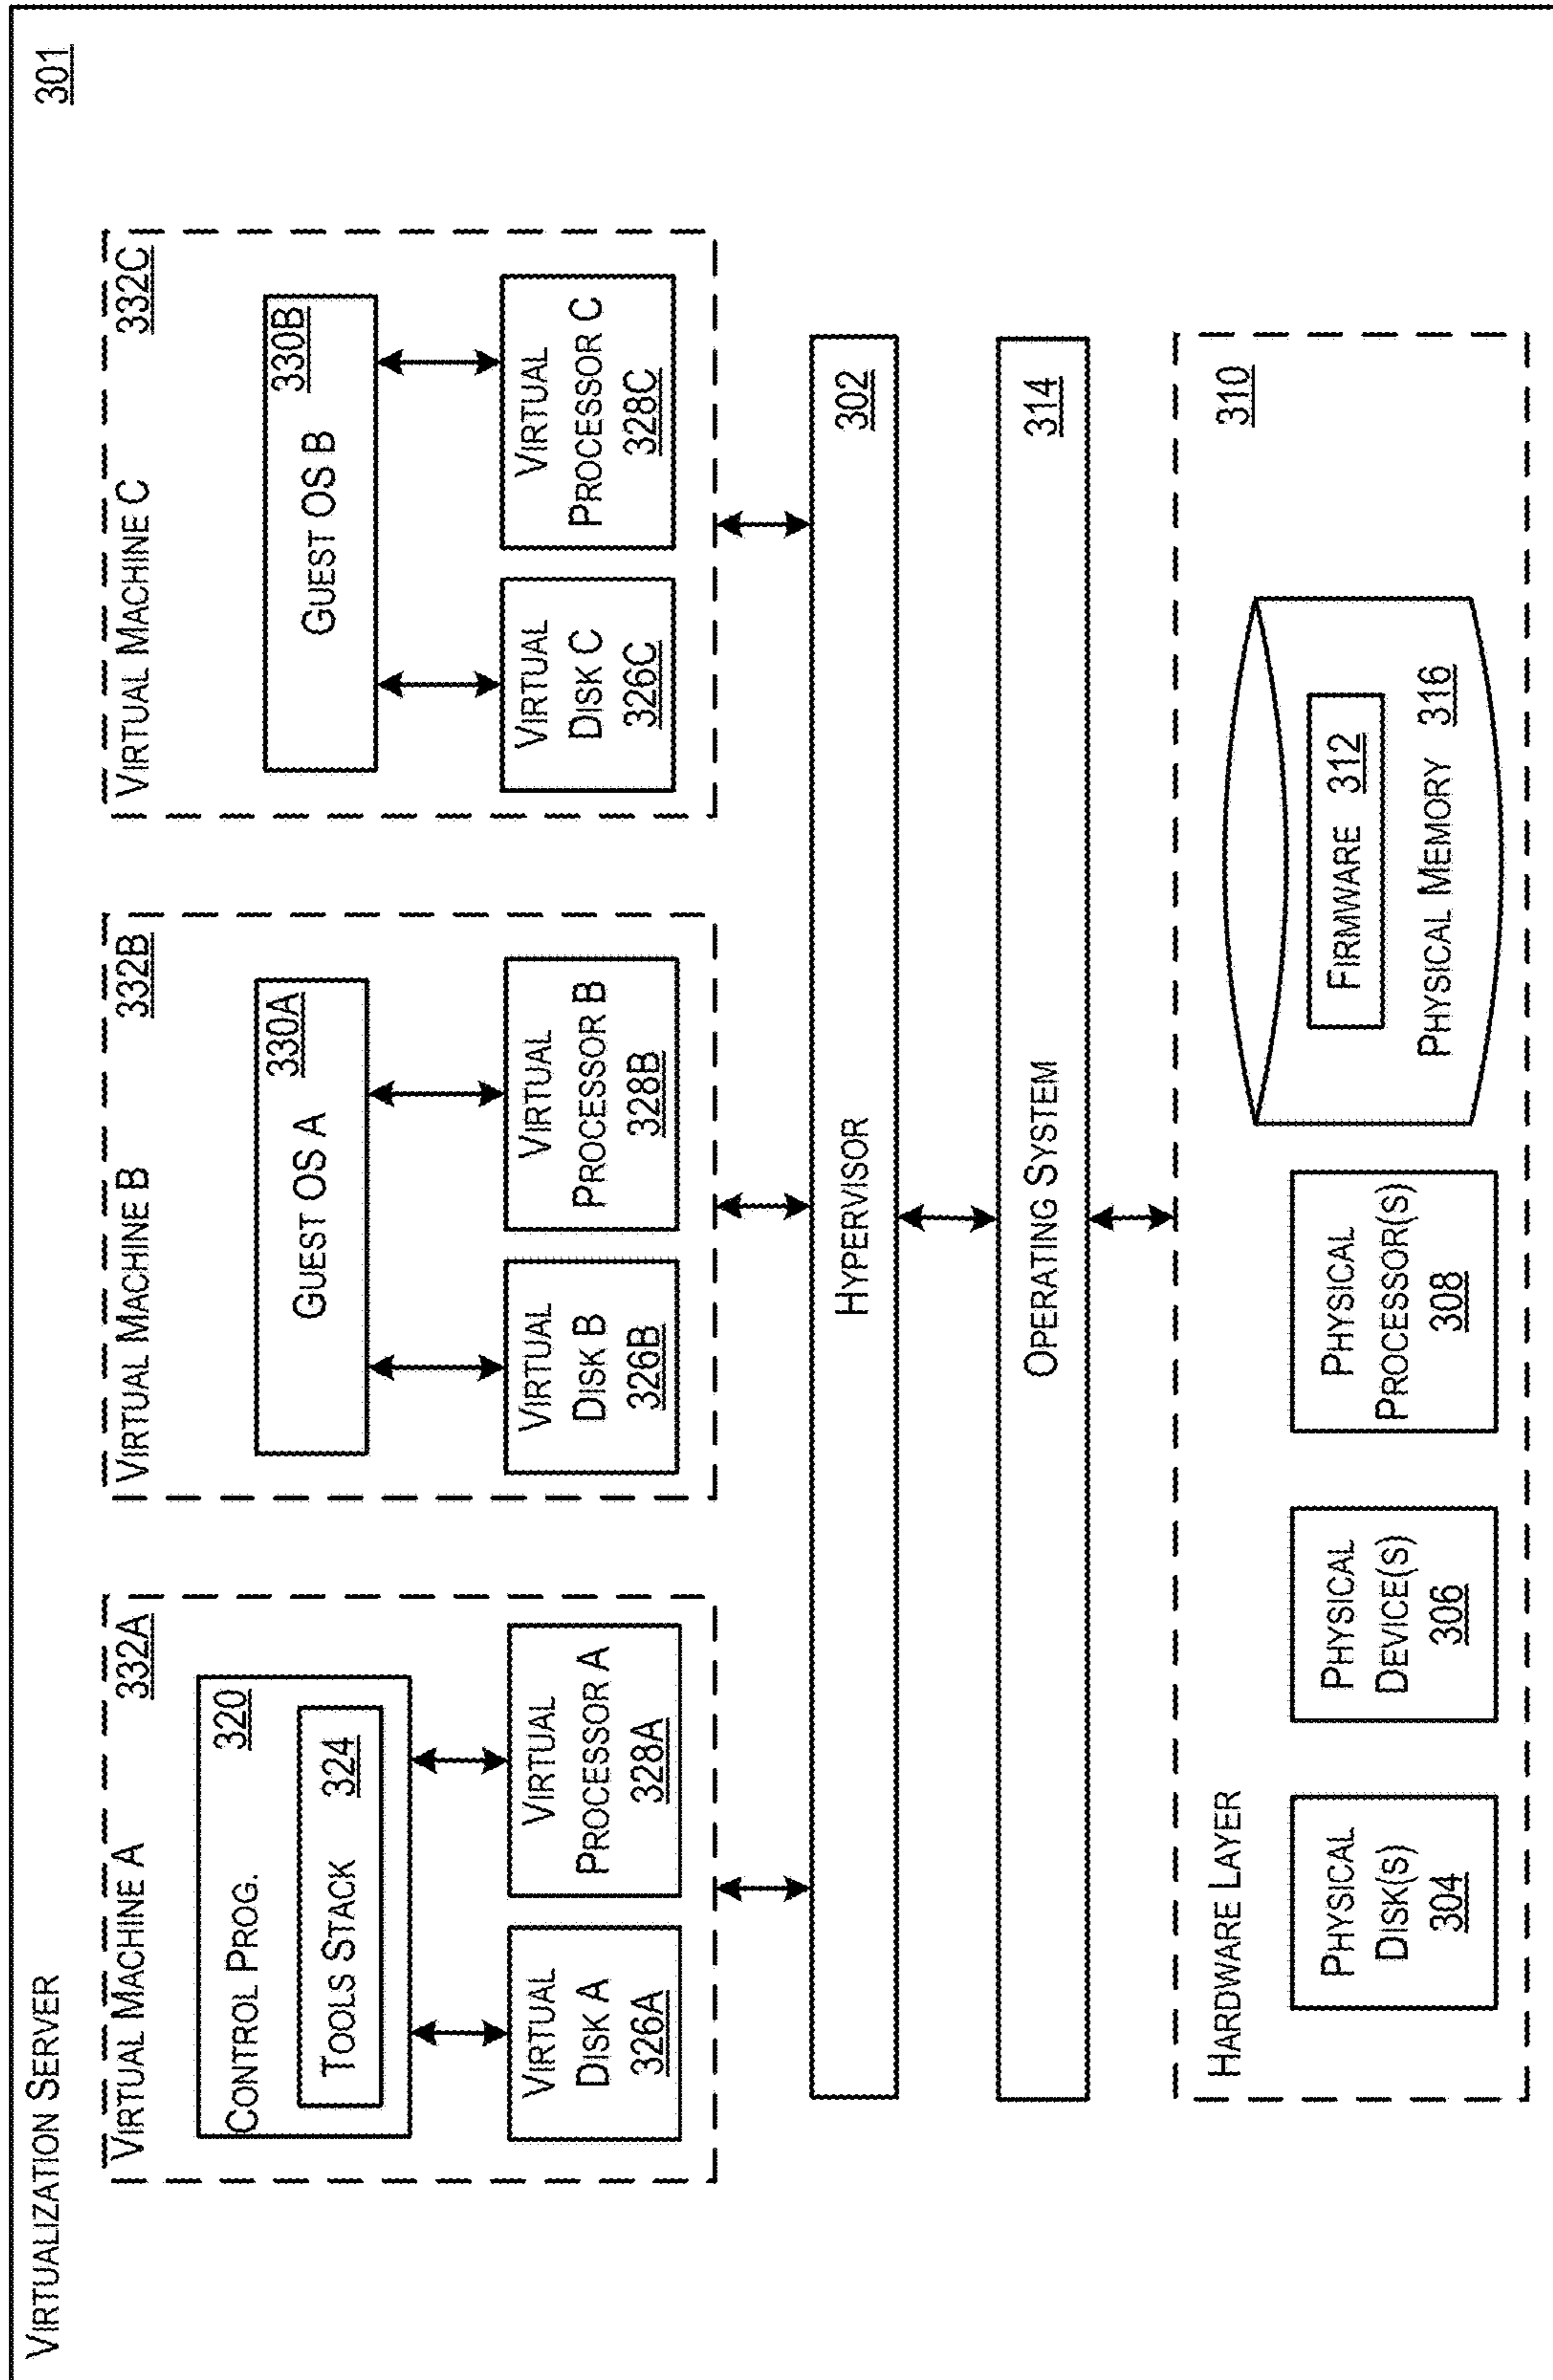 VIRTUALIZATION SERVER
301
VIRTUAL MACHINE A
332A
CONTROL PROG.
320
TOOLS STACK
324
VIRTUAL
DISK A
326A
VIRTUAL
PROCESSOR A
328A
VIRTUAL MACHINE B
332B
GUEST OS A
330A
VIRTUAL
DISK B
326B
VIRTUAL
PROCESSOR B
328B
VIRTUAL MACHINE C
332C
GUEST OS B
330B
VIRTUAL
DISK C
326C
VIRTUAL
PROCESSOR C
328C
HYPERVISOR
302
OPERATING SYSTEM
314
HARDWARE LAYER
310
PHYSICAL
DISK(S)
304
PHYSICAL
DEVICE(S)
306
PHYSICAL
PROCESSOR(S)
308
FIRMWARE 312
PHYSICAL MEMORY 316